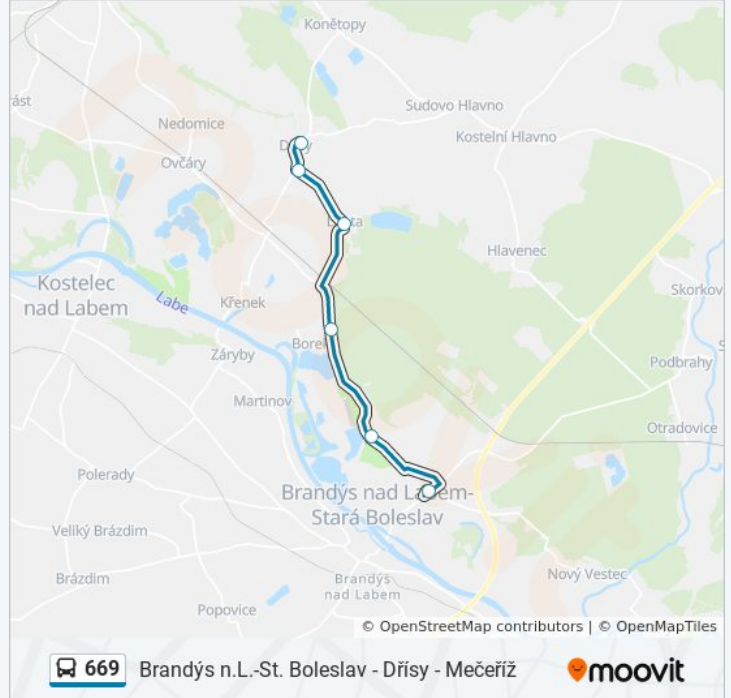 Konětopy
Sudovo Hlavno
Nedomice
Kostelní Hlavno
Ovčáry
Hlavenec
Kostelec
nad Labem
Skorkov
Labe
Křenek
Záryby
Podbrahy
Martinov
Otradovice
Polerady
Brandýs nad Labem-
Stará Boleslav
Veliký Brázdim
Brázdim
Brandýs
nad Labem
Nový Vestec
Popovice
© OpenStreetMap contributors | © OpenMapTiles
669 Brandýs n.L.-St. Boleslav - Dřísy - Mečeříž
moovit